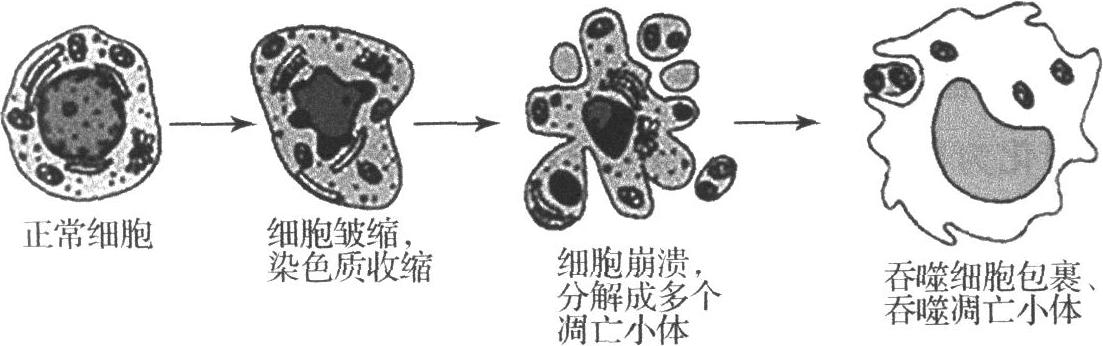 正常细胞
细胞皱缩，
染色质收缩
细胞崩溃，
分解成多个
凋亡小体
吞噬细胞包裹、
吞噬凋亡小体